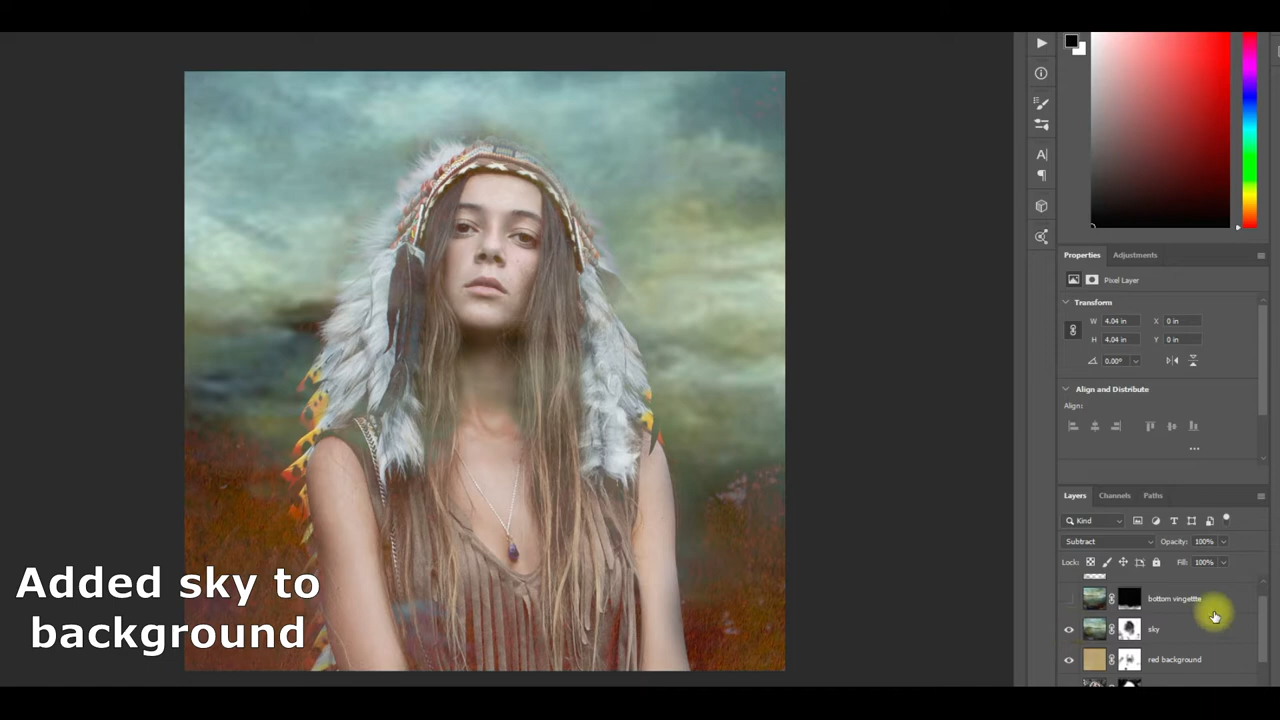 Properties Adjustments
Pixel Layer
Transform
W 4.04 in X 0 in
H 4.04 in Y 0 in
0.00°
Align and Distribute
Align:
Layers Channels Paths
Kind
Subtract Opacity: 100%
Lock: Fill: 100%
bottom vingettte
sky
red background
Added sky to
background